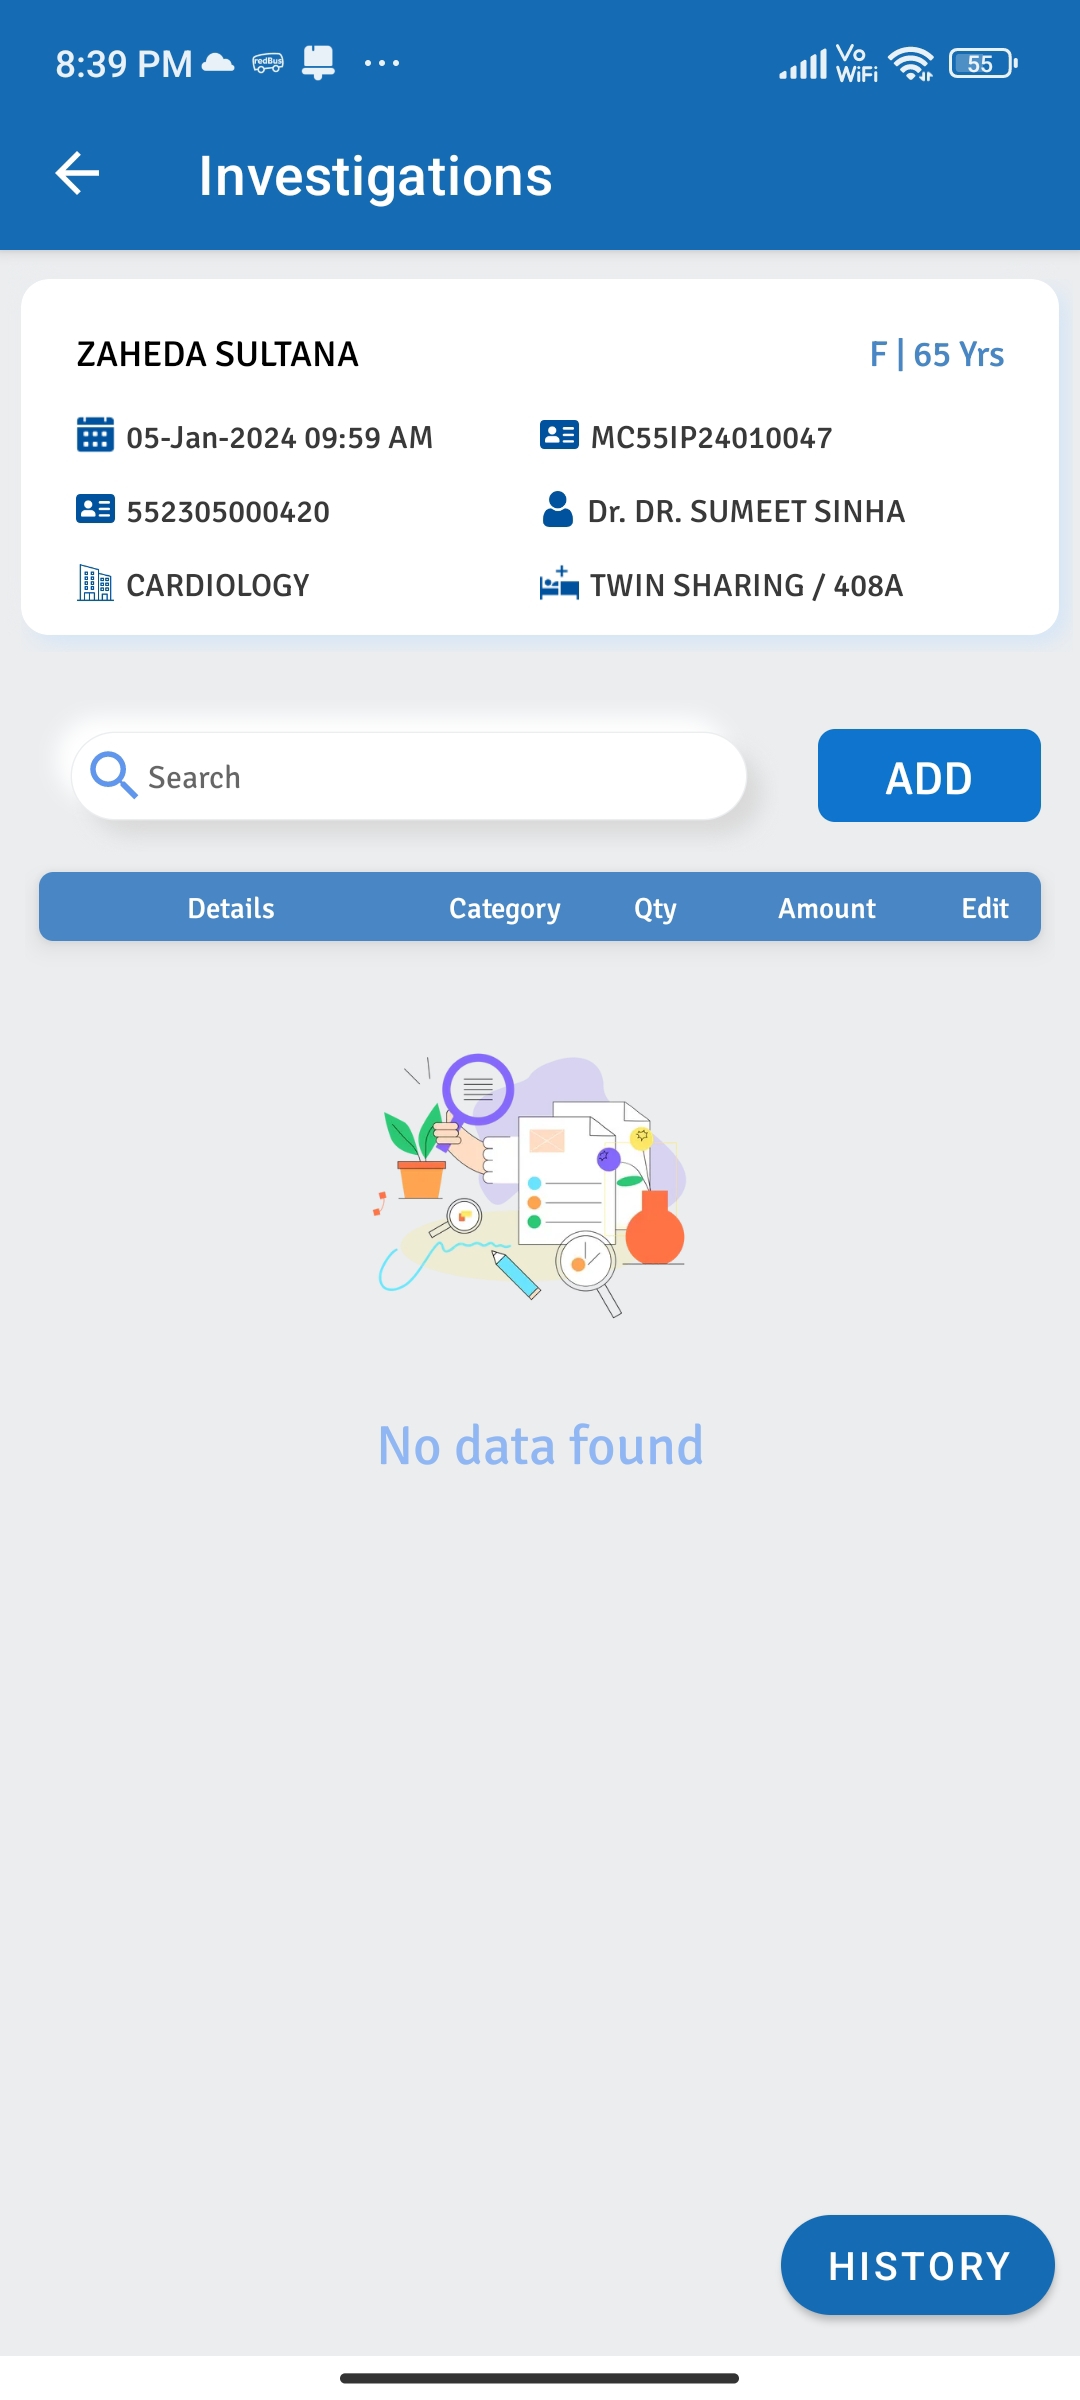 8:39 PM redBus ... Vo WiFi 55
Investigations
ZAHEDA SULTANA F | 65 Yrs
05-Jan-2024 09:59 AM MC55IP24010047
552305000420 Dr. DR. SUMEET SINHA
CARDIOLOGY TWIN SHARING / 408A
Search ADD
Details Category Qty Amount Edit
No data found
HISTORY